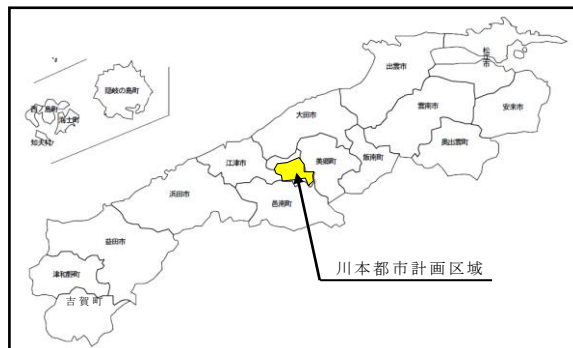 松江市
出雲市
隠岐の島町
西ノ島町
海士町
知夫村
大田市
雲南市
安来市
奥出雲町
飯南町
美郷町
江津市
浜田市
邑南町
川本都市計画区域
益田市
津和野町
吉賀町